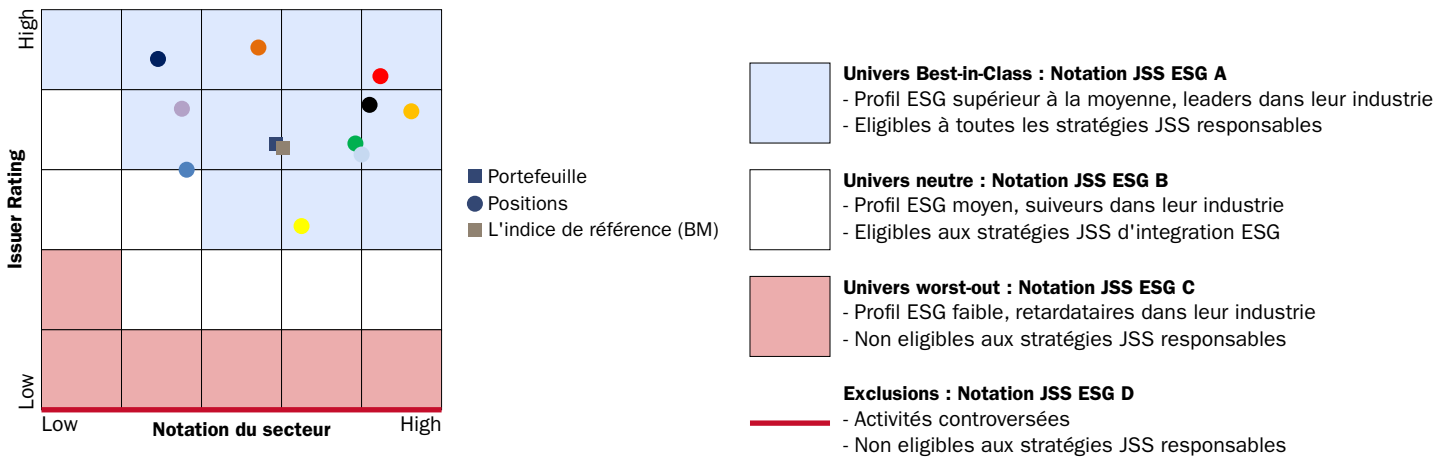 High
Issuer Rating
Low
Low
Notation du secteur
High
Portefeuille
Positions
L'indice de référence (BM)
Univers Best-in-Class : Notation JSS ESG A
- Profil ESG supérieur à la moyenne, leaders dans leur industrie
- Eligibles à toutes les stratégies JSS responsables
Univers neutre : Notation JSS ESG B
- Profil ESG moyen, suiveurs dans leur industrie
- Eligibles aux stratégies JSS d'integration ESG
Univers worst-out : Notation JSS ESG C
- Profil ESG faible, retardataires dans leur industrie
- Non eligibles aux stratégies JSS responsables
Exclusions : Notation JSS ESG D
- Activités controversées
- Non eligibles aux stratégies JSS responsables